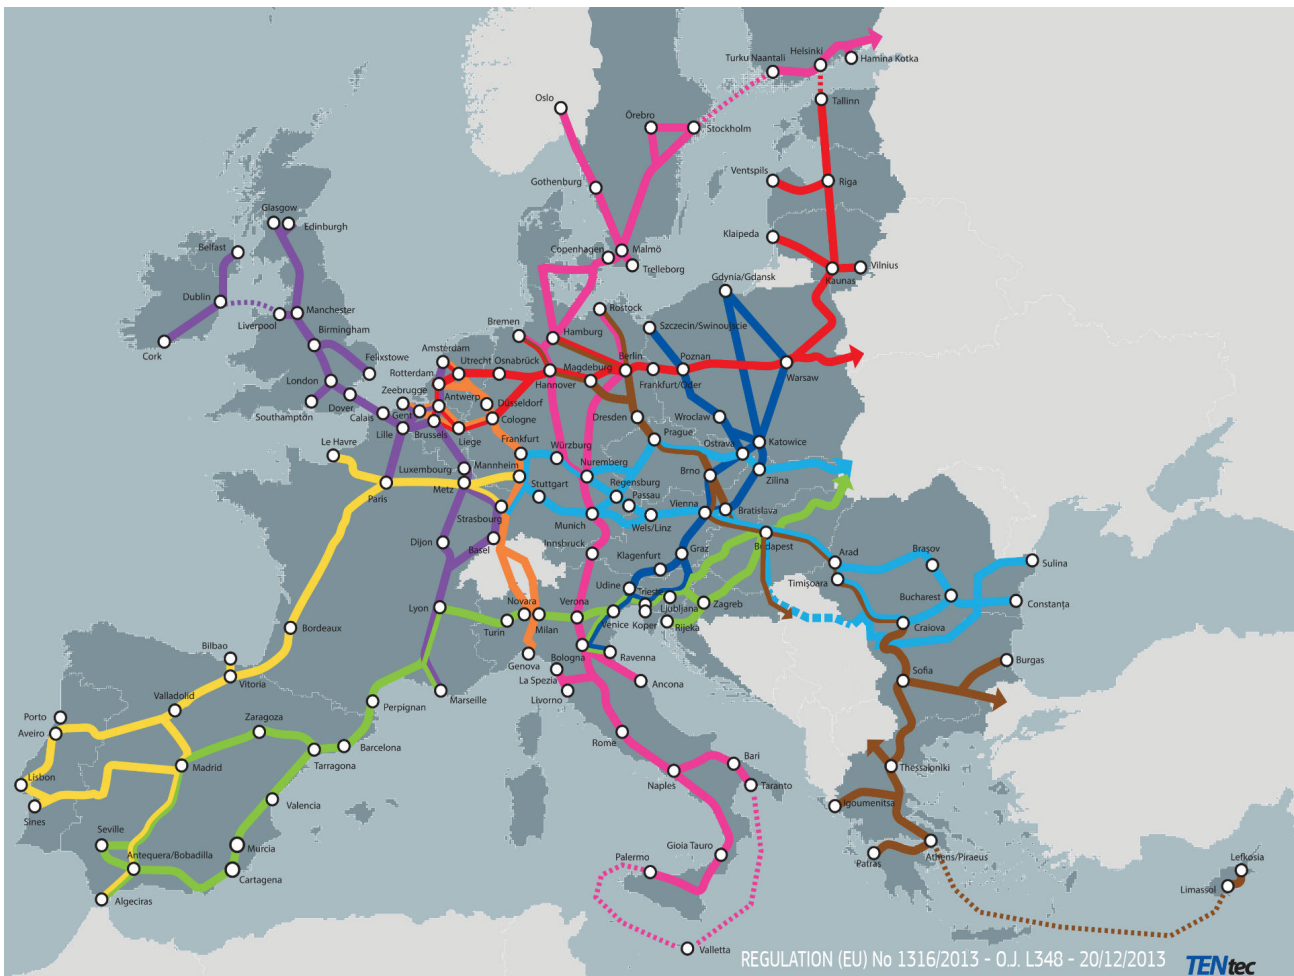 Helsinki
Turku Naantali
Hamina Kotka
Oslo
Tallinn
Örebro
Stockholm
Ventspils
Riga
Gothenburg
Glasgow
Edinburgh
Klaipeda
Belfast
Copenhagen
Malmö
Trelleborg
Vilnius
Gdynia/Gdansk
Kaunas
Dublin
Manchester
Liverpool
Rostock
Bremen
Szczecin/Swinoujscie
Birmingham
Hamburg
Cork
Felixstowe
Amsterdam
Utrecht
Osnabrück
Berlin
Poznan
Magdeburg
Rotterdam
Warsaw
London
Hannover
Frankfurt/Oder
Zeebrugge
Dover
Antwerp
Düsseldorf
Southampton
Calais
Gent
Dresden
Wroclaw
Cologne
Lille
Brussels
Liege
Prague
Katowice
Le Havre
Frankfurt
Würzburg
Ostrava
Luxembourg
Mannheim
Nuremberg
Brno
Zilina
Metz
Stuttgart
Regensburg
Paris
Passau
Vienna
Strasbourg
Bratislava
Munich
Wels/Linz
Dijon
Basel
Innsbruck
Klagenfurt
Graz
Budapest
Arad
Braşov
Sulina
Timişoara
Udine
Trieste
Bucharest
Lyon
Novara
Verona
Ljubljana
Zagreb
Constanţa
Turin
Milan
Venice
Koper
Rijeka
Craiova
Bordeaux
Bilbao
Genova
Bologna
Ravenna
Sofia
Burgas
Vitoria
La Spezia
Ancona
Valladolid
Marseille
Livorno
Perpignan
Porto
Zaragoza
Aveiro
Rome
Barcelona
Bari
Madrid
Tarragona
Thessaloniki
Lisbon
Naples
Taranto
Sines
Valencia
Igoumenitsa
Seville
Murcia
Gioia Tauro
Antequera/Bobadilla
Palermo
Patras
Athens/Piraeus
Lefkosia
Cartagena
Limassol
Algeciras
Valletta
REGULATION (EU) No 1316/2013 - O.J. L348 - 20/12/2013
TENtec